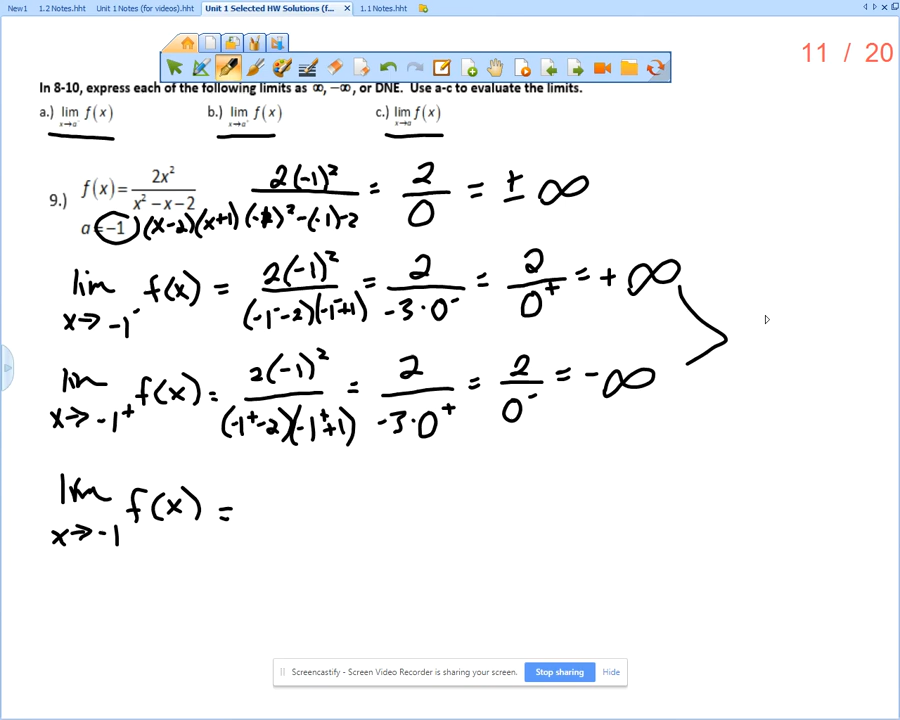 New1 1.2 Notes.hht Unit 1 Notes (for videos).hht Unit 1 Selected HW Solutions (f... 1.1 Notes.hht
11 / 20
In 8-10, express each of the following limits as ∞, −∞, or DNE. Use a-c to evaluate the limits.
a.) lim x→a⁻ f(x) b.) lim x→a⁺ f(x) c.) lim x→a f(x)
9.) f(x) = 2x² / (x² − x − 2) 2(-1)² / ((-1)² - (-1) - 2) = 2/0 = ± ∞
a = −1 (x-2)(x+1)
lim x→-1⁻ f(x) = 2(-1)² / (-1⁻-2)(-1⁻+1) = 2 / -3·0⁻ = 2/0⁺ = + ∞
lim x→-1⁺ f(x) = 2(-1)² / (-1⁺-2)(-1⁺+1) = 2 / -3·0⁺ = 2/0⁻ = - ∞
lim x→-1 f(x) =
Screencastify - Screen Video Recorder is sharing your screen. Stop sharing Hide